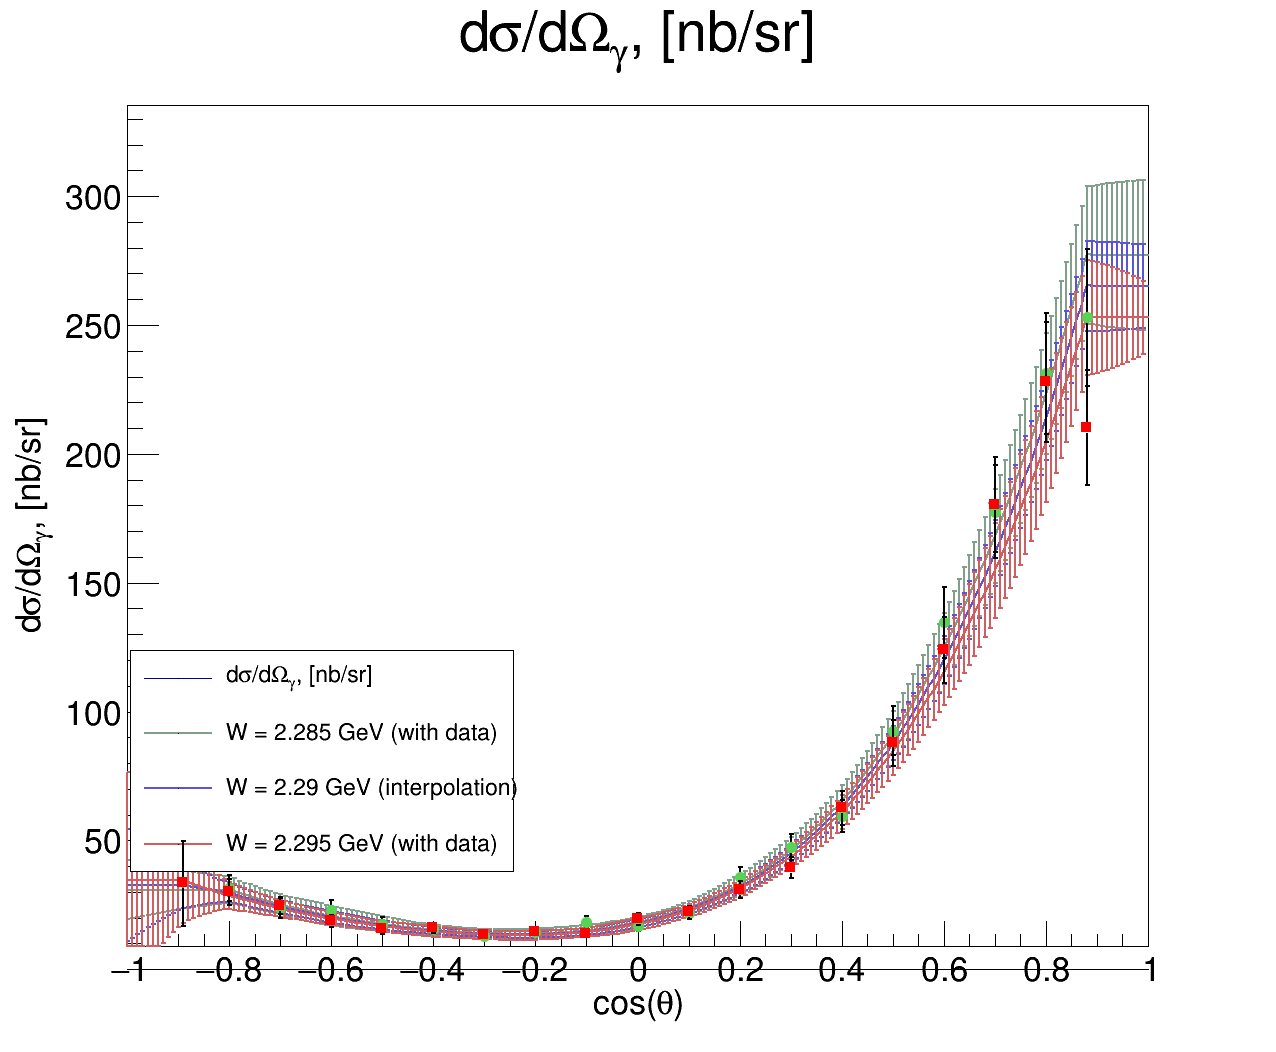 dσ/dΩγ, [nb/sr]
300
250
200
150
100
50
dσ/dΩγ, [nb/sr]
dσ/dΩγ, [nb/sr]
W = 2.285 GeV (with data)
W = 2.29 GeV (interpolation)
W = 2.295 GeV (with data)
−1 −0.8 −0.6 −0.4 −0.2 0 0.2 0.4 0.6 0.8 1
cos(θ)